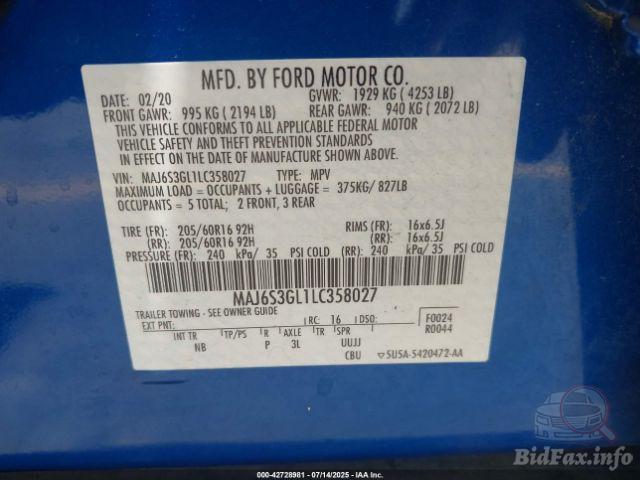 MFD. BY FORD MOTOR CO.
DATE: 02/20 GVWR: 1929 KG ( 4253 LB)
FRONT GAWR: 995 KG ( 2194 LB) REAR GAWR: 940 KG ( 2072 LB)
THIS VEHICLE CONFORMS TO ALL APPLICABLE FEDERAL MOTOR
VEHICLE SAFETY AND THEFT PREVENTION STANDARDS
IN EFFECT ON THE DATE OF MANUFACTURE SHOWN ABOVE.
VIN: MAJ6S3GL1LC358027 TYPE: MPV
MAXIMUM LOAD = OCCUPANTS + LUGGAGE = 375KG/ 827LB
OCCUPANTS = 5 TOTAL; 2 FRONT, 3 REAR
TIRE (FR): 205/60R16 92H RIMS (FR): 16x6.5J
(RR): 205/60R16 92H (RR): 16x6.5J
PRESSURE (FR): 240 kPa/ 35 PSI COLD (RR): 240 kPa/ 35 PSI COLD
MAJ6S3GL1LC358027
TRAILER TOWING - SEE OWNER GUIDE
EXT PNT: RC: 16 DSO: F0024
R0044
INT TR TP/PS R AXLE TR SPR
NB P 3L UUJJ
CBU 5U5A-5420472-AA
BidFax.info
000-42728981 - 07/14/2025 - IAA Inc.